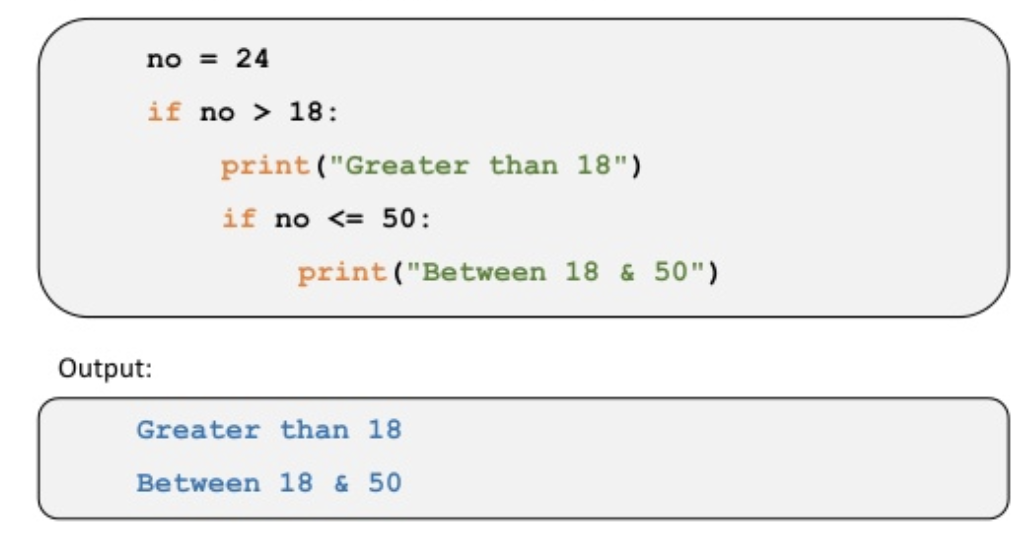 no = 24
if no > 18:
print("Greater than 18")
if no <= 50:
print("Between 18 & 50")
Output:
Greater than 18
Between 18 & 50